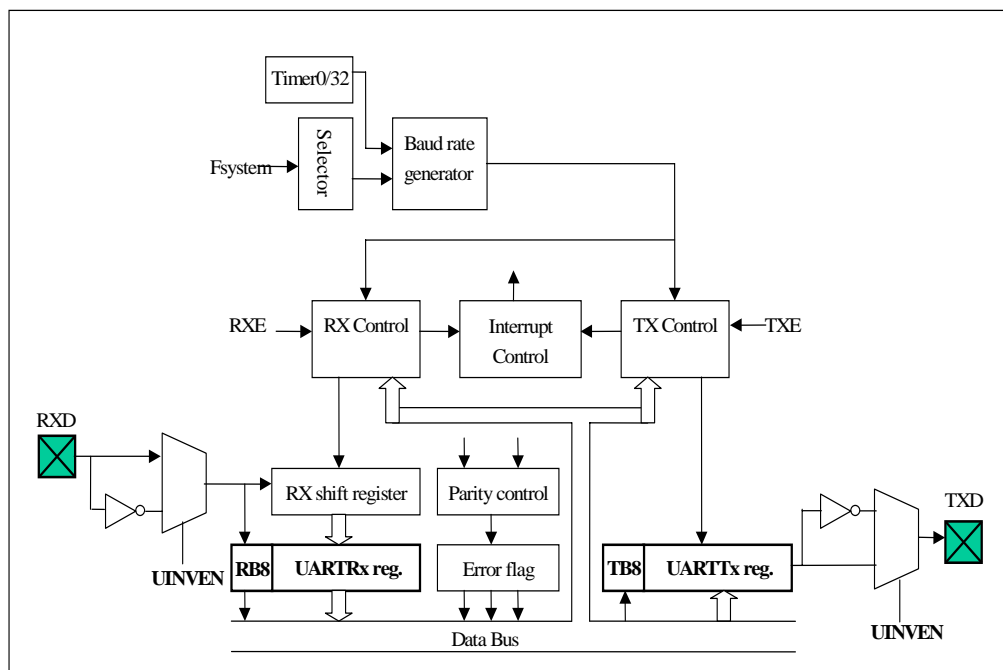 Timer0/32
Fsystem
Selector
Baud rate
generator
RXE
RX Control
Interrupt
Control
TX Control
TXE
RXD
RX shift register
Parity control
TXD
UINVEN
RB8
UARTRx reg.
Error flag
TB8
UARTTx reg.
UINVEN
Data Bus